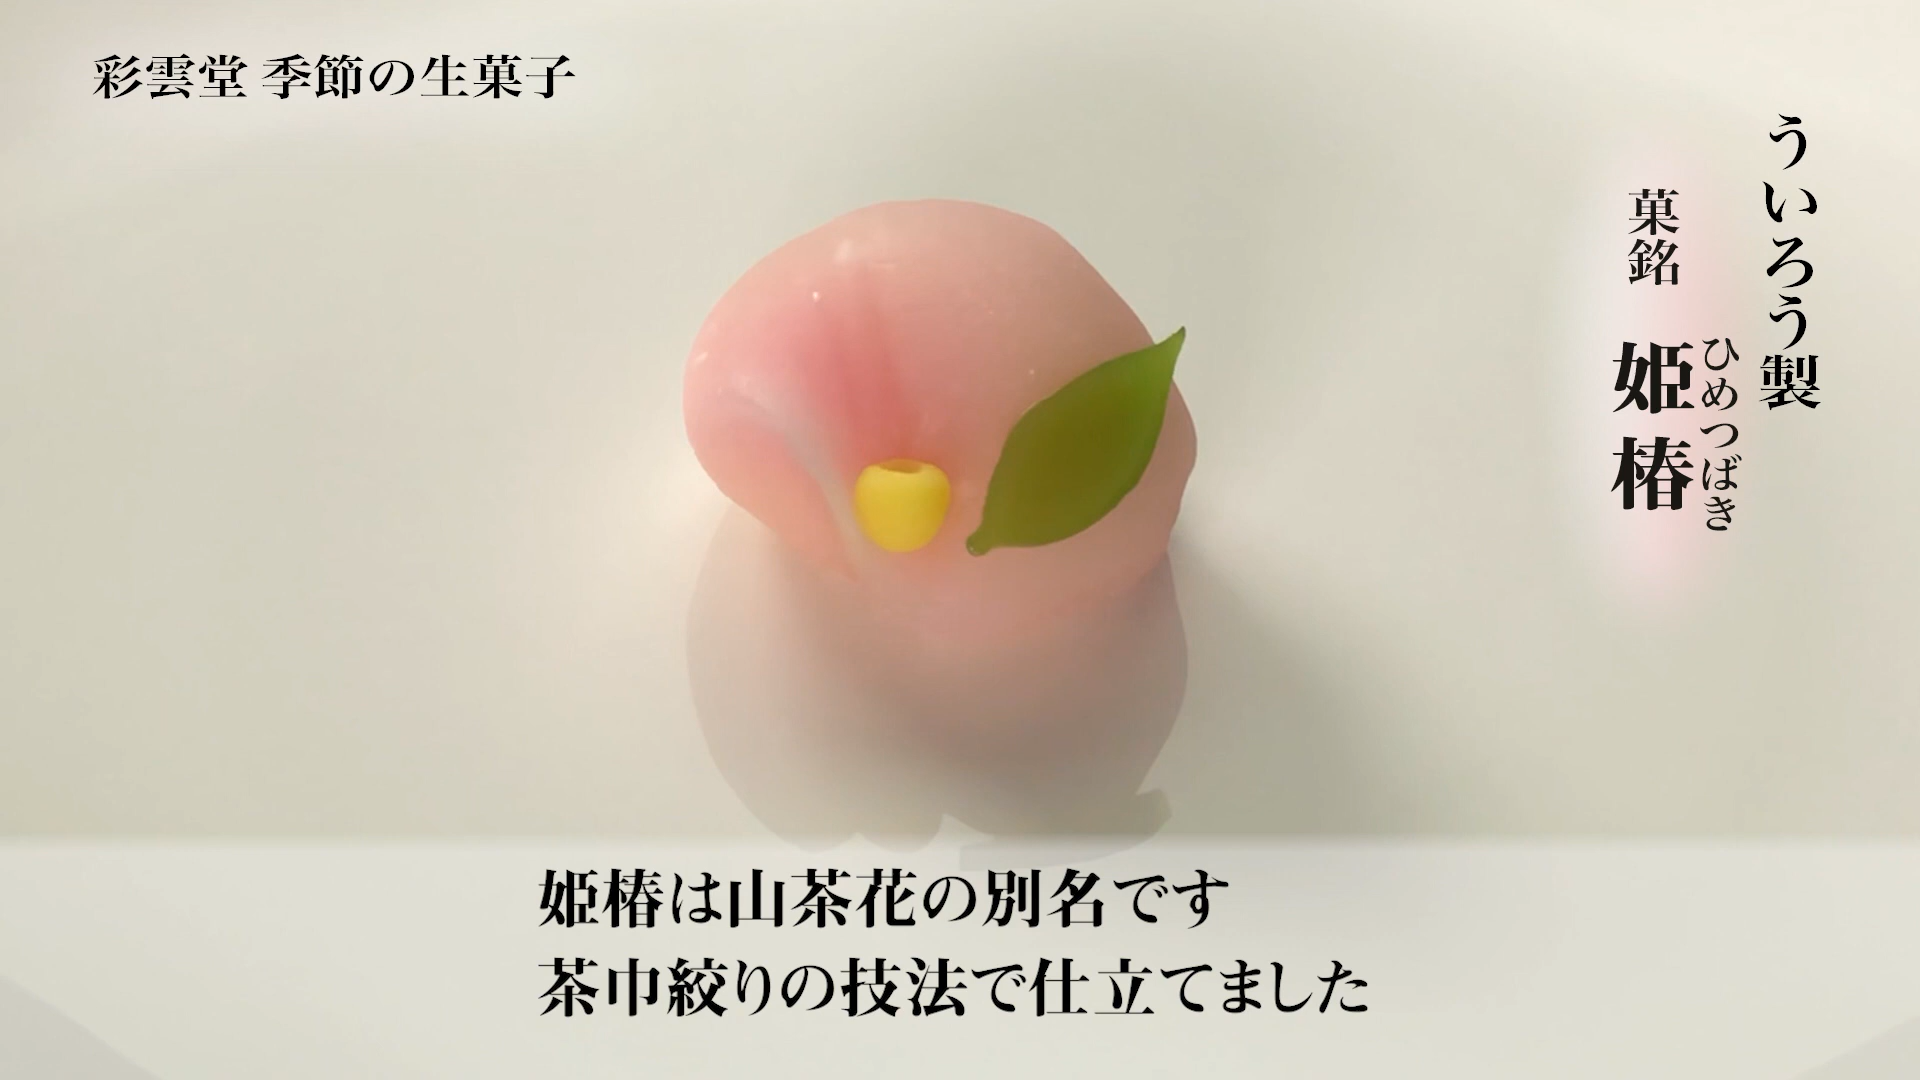 彩雲堂 季節の生菓子
ういろう製
菓銘 姫椿
ひめつばき
姫椿は山茶花の別名です
茶巾絞りの技法で仕立てました